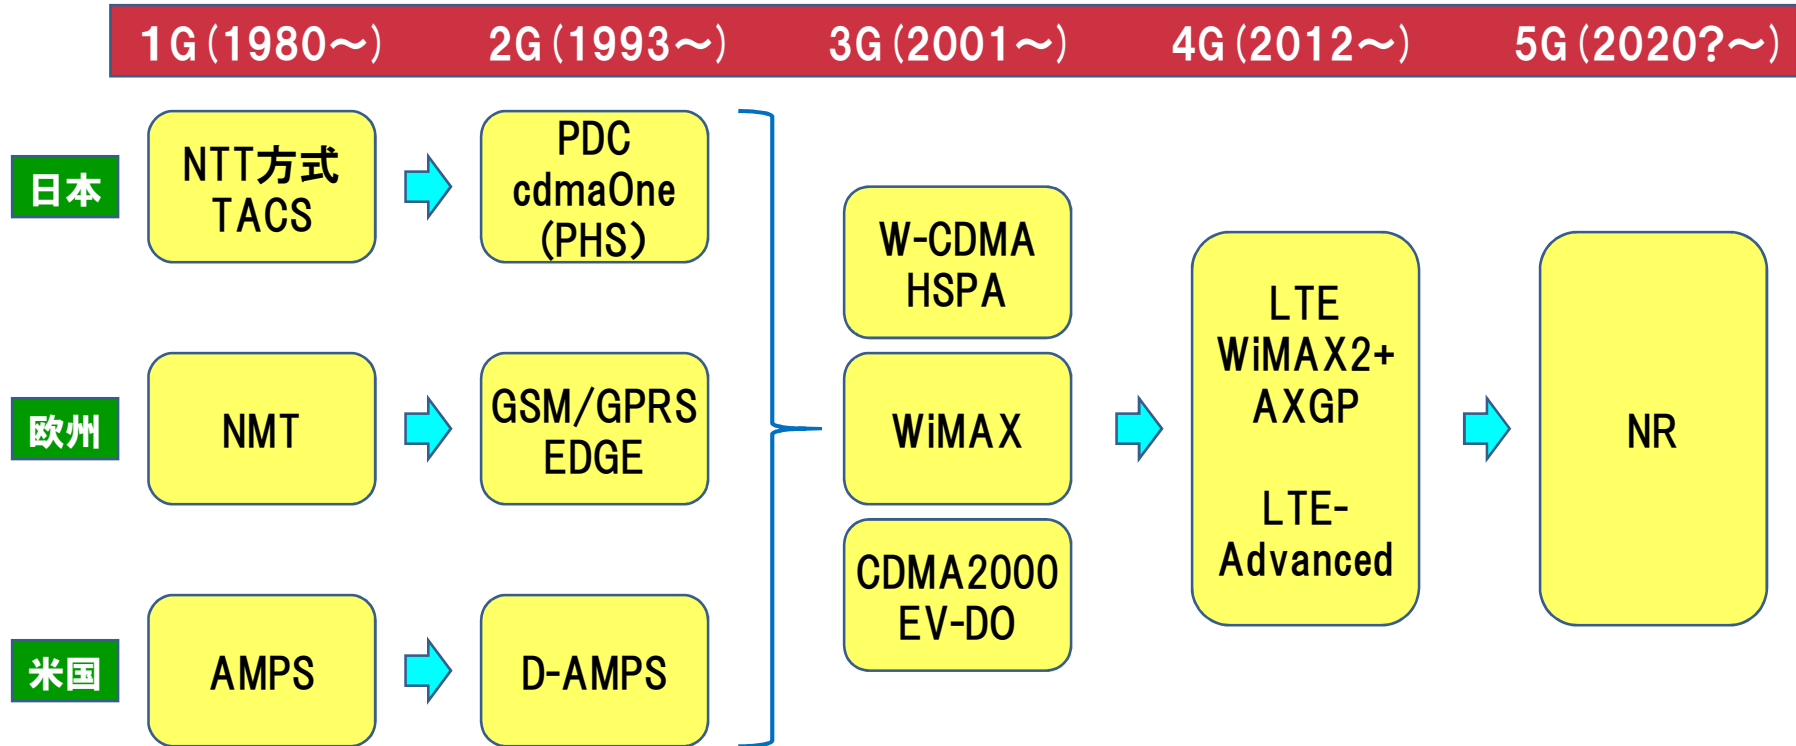 1G(1980～)
2G(1993～)
3G(2001～)
4G(2012～)
5G(2020?～)
日本
NTT方式
TACS
PDC
cdmaOne
(PHS)
欧州
NMT
GSM/GPRS
EDGE
米国
AMPS
D-AMPS
W-CDMA
HSPA
WiMAX
CDMA2000
EV-DO
LTE
WiMAX2+
AXGP
LTE-
Advanced
NR